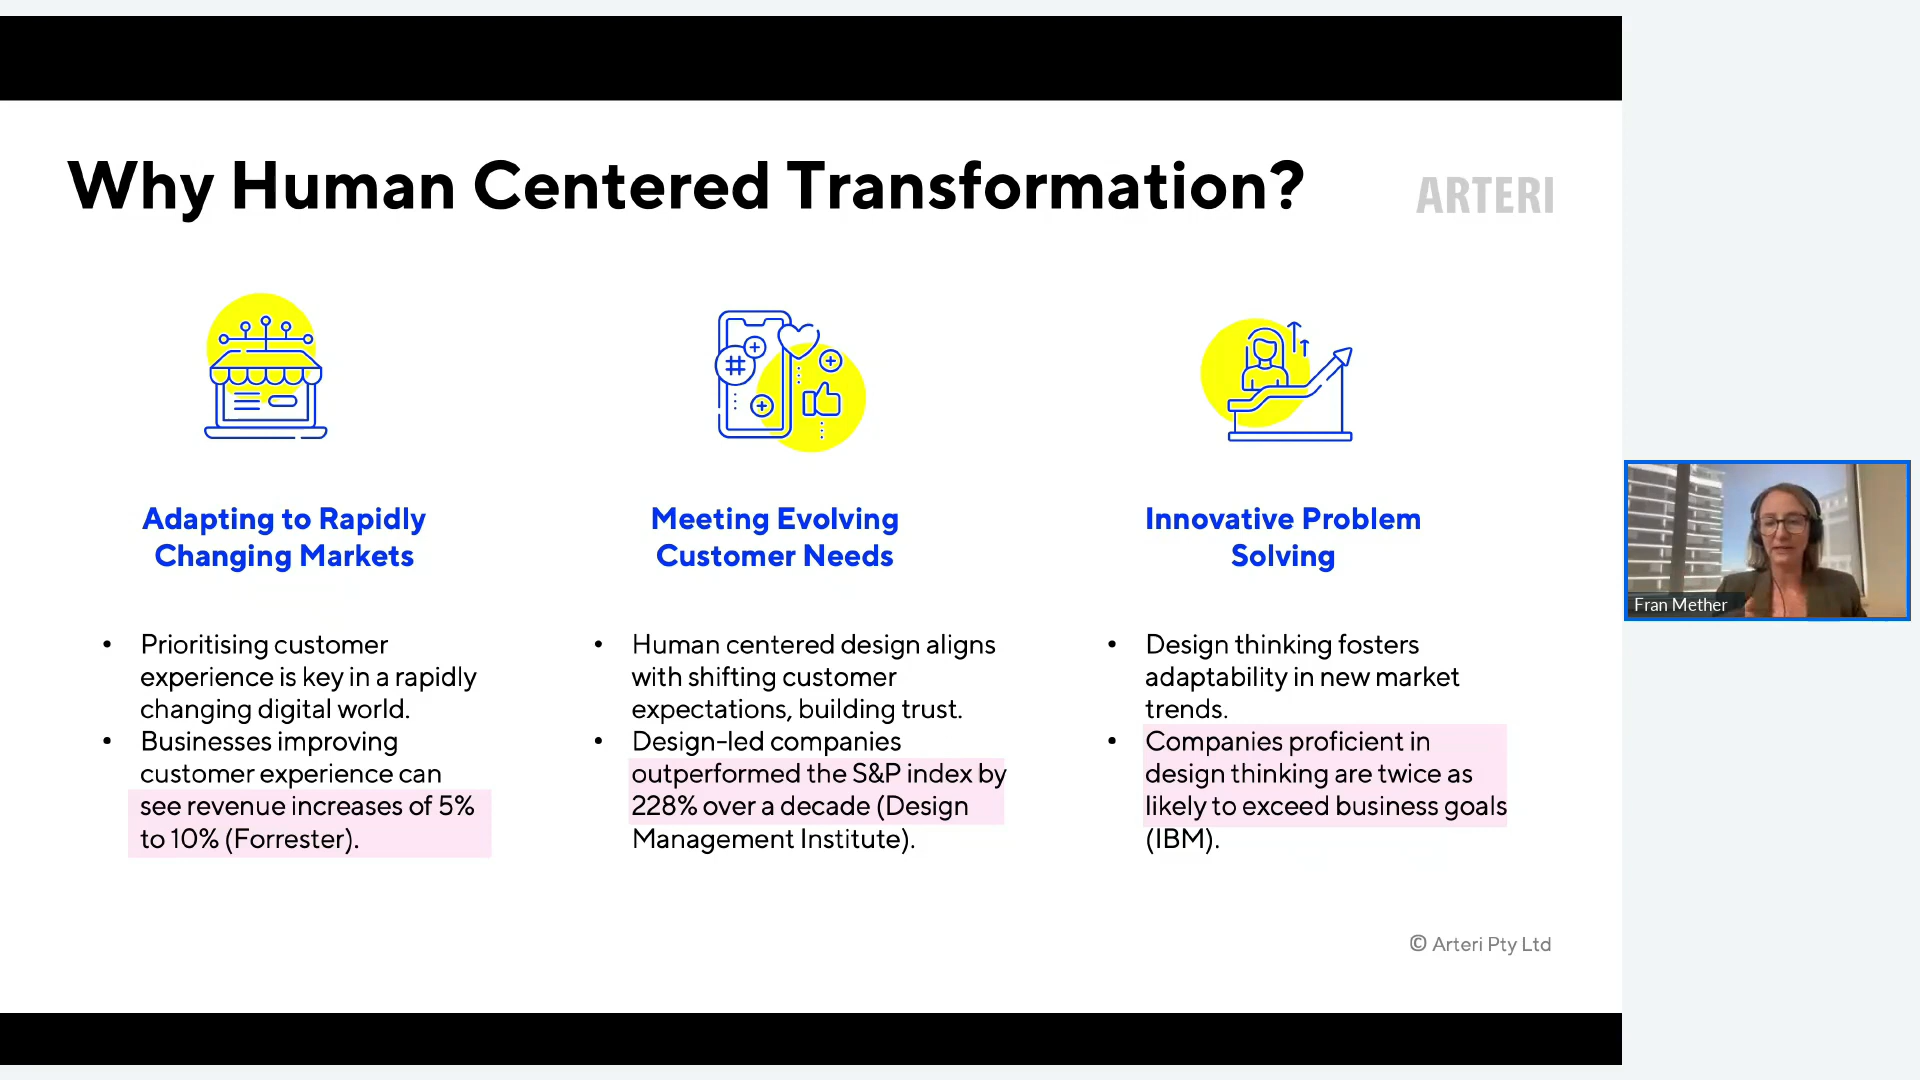 Why Human Centered Transformation?
ARTERI
Adapting to Rapidly
Changing Markets
• Prioritising customer
experience is key in a rapidly
changing digital world.
• Businesses improving
customer experience can
see revenue increases of 5%
to 10% (Forrester).
Meeting Evolving
Customer Needs
• Human centered design aligns
with shifting customer
expectations, building trust.
• Design-led companies
outperformed the S&P index by
228% over a decade (Design
Management Institute).
Innovative Problem
Solving
• Design thinking fosters
adaptability in new market
trends.
• Companies proficient in
design thinking are twice as
likely to exceed business goals
(IBM).
© Arteri Pty Ltd
Fran Mether